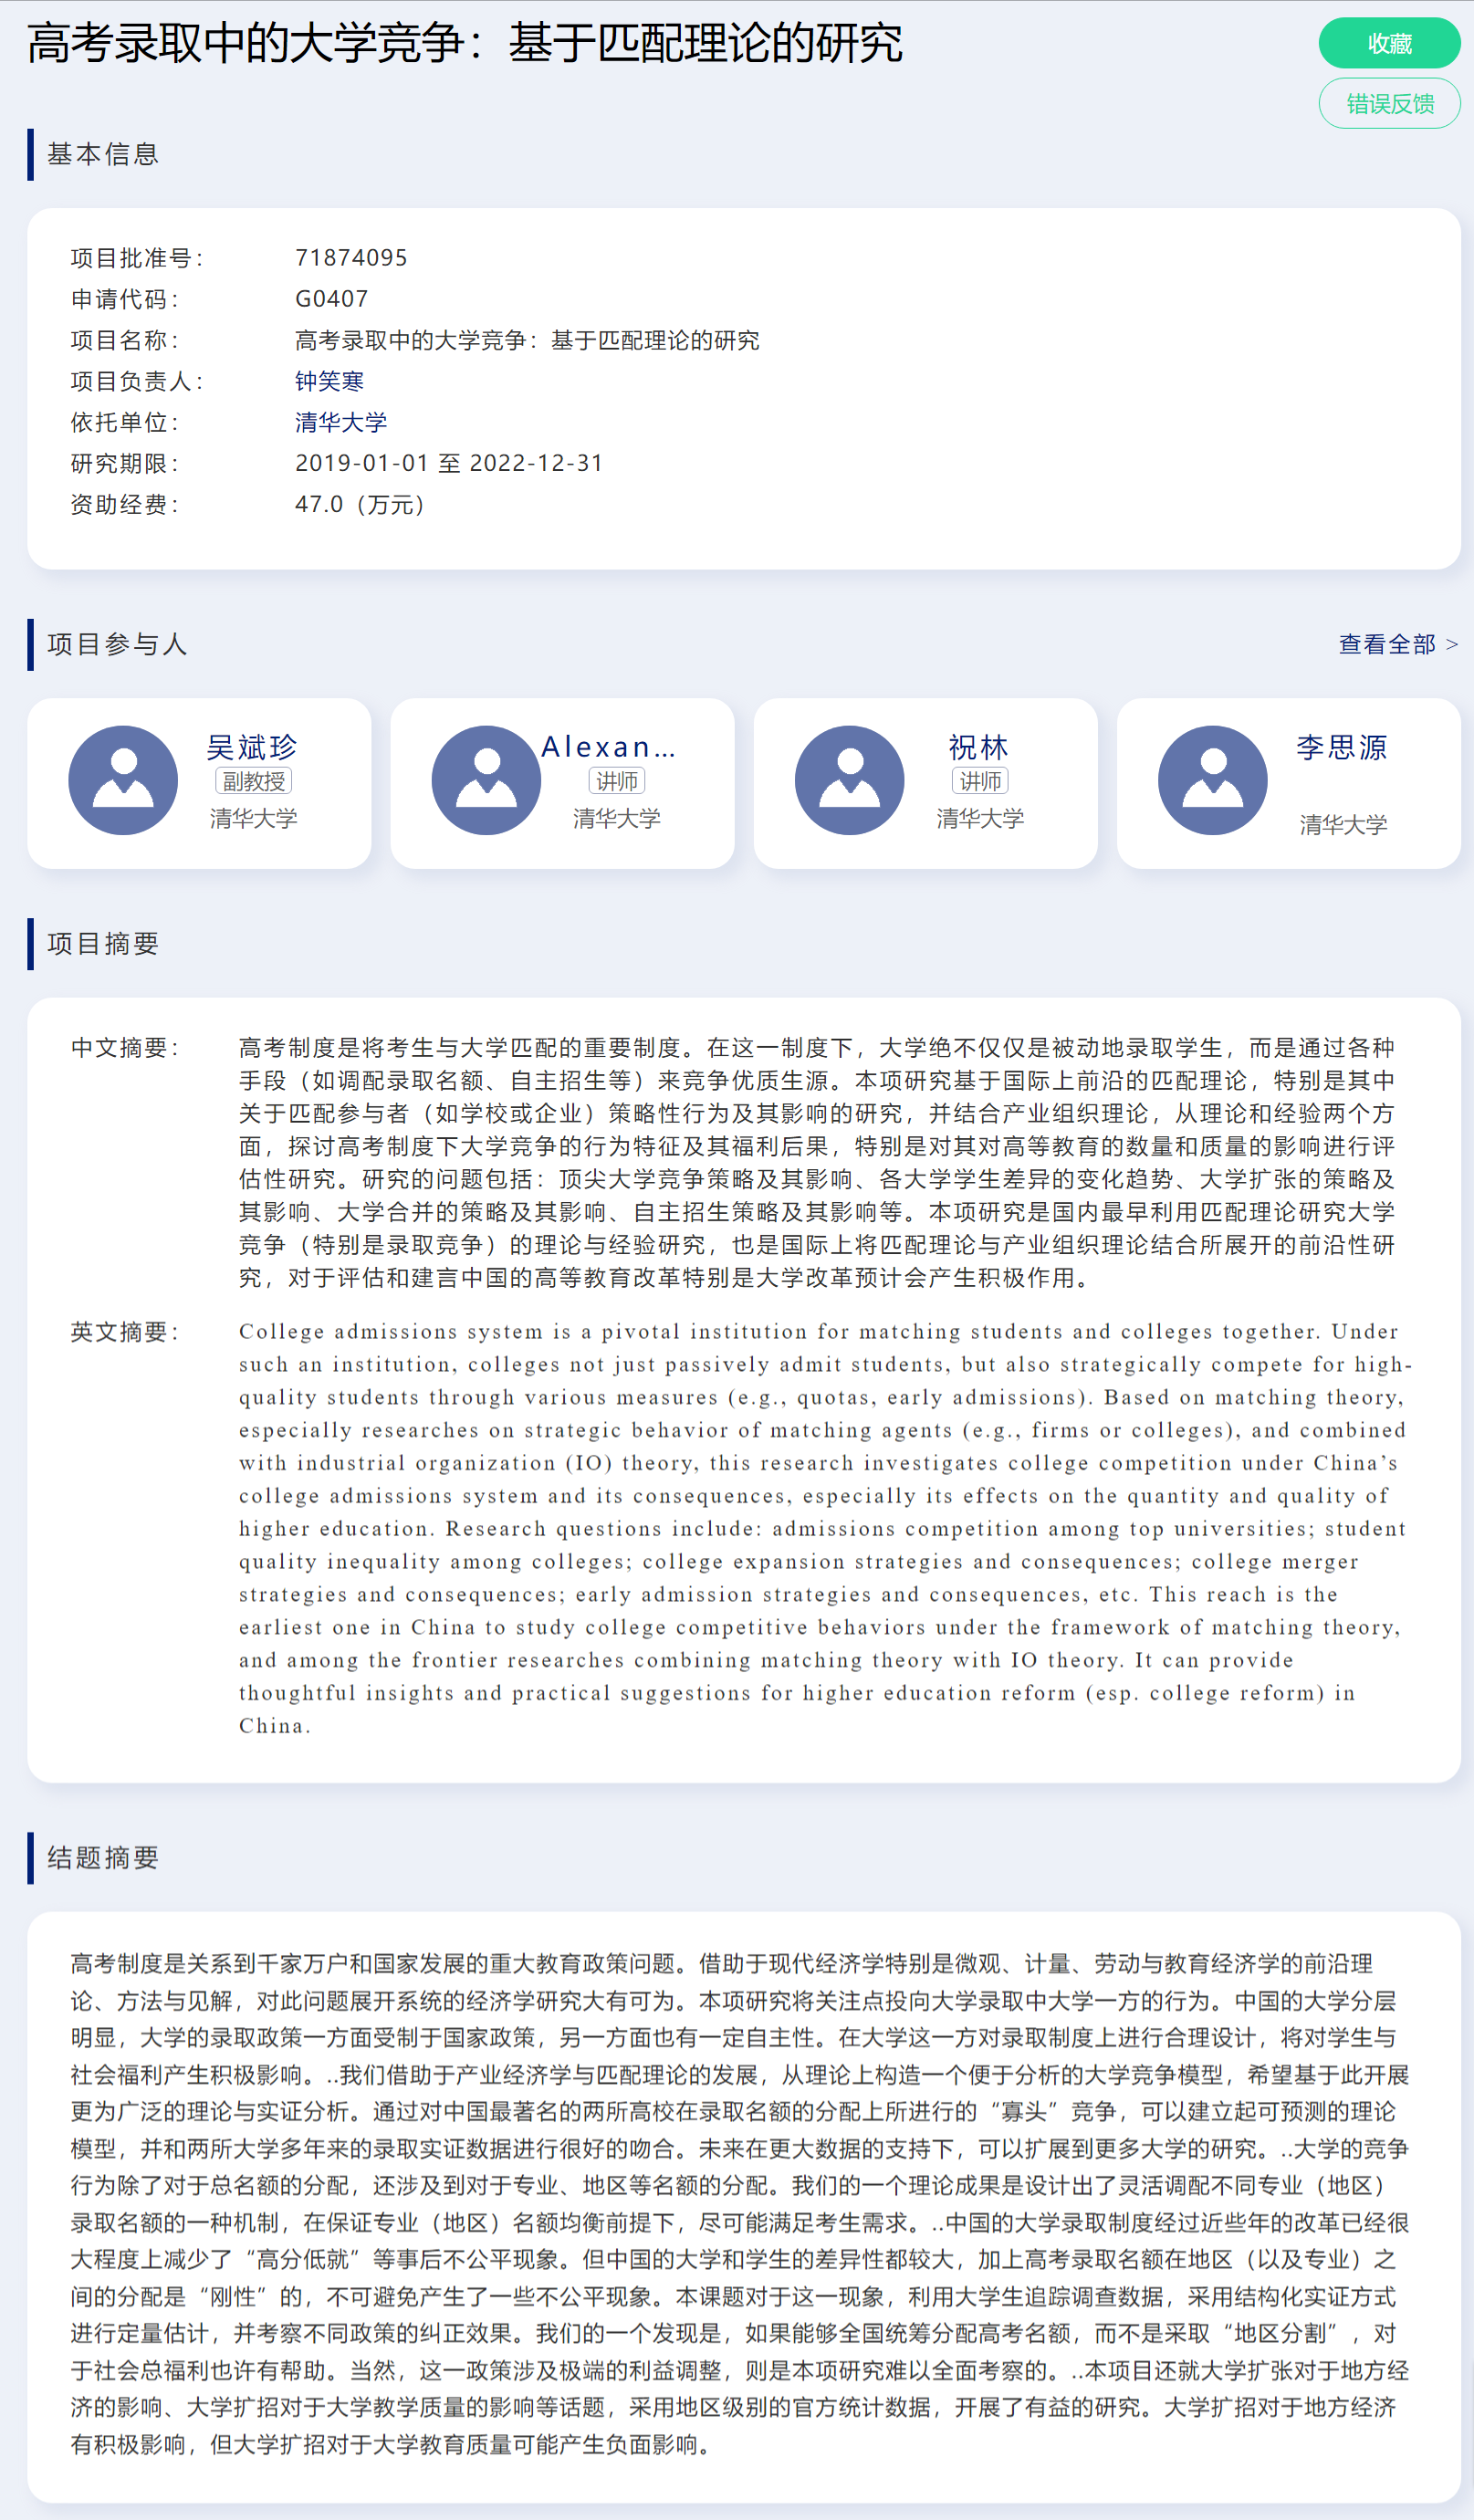 高考录取中的大学竞争：基于匹配理论的研究
收藏
错误反馈
基本信息
项目批准号： 71874095
申请代码： G0407
项目名称： 高考录取中的大学竞争：基于匹配理论的研究
项目负责人： 钟笑寒
依托单位： 清华大学
研究期限： 2019-01-01 至 2022-12-31
资助经费： 47.0（万元）
项目参与人
查看全部 >
吴斌珍
副教授
清华大学
Alexan...
讲师
清华大学
祝林
讲师
清华大学
李思源
清华大学
项目摘要
中文摘要： 高考制度是将考生与大学匹配的重要制度。在这一制度下，大学绝不仅仅是被动地录取学生，而是通过各种
手段（如调配录取名额、自主招生等）来竞争优质生源。本项研究基于国际上前沿的匹配理论，特别是其中
关于匹配参与者（如学校或企业）策略性行为及其影响的研究，并结合产业组织理论，从理论和经验两个方
面，探讨高考制度下大学竞争的行为特征及其福利后果，特别是对其对高等教育的数量和质量的影响进行评
估性研究。研究的问题包括：顶尖大学竞争策略及其影响、各大学学生差异的变化趋势、大学扩张的策略及
其影响、大学合并的策略及其影响、自主招生策略及其影响等。本项研究是国内最早利用匹配理论研究大学
竞争（特别是录取竞争）的理论与经验研究，也是国际上将匹配理论与产业组织理论结合所展开的前沿性研
究，对于评估和建言中国的高等教育改革特别是大学改革预计会产生积极作用。
英文摘要： College admissions system is a pivotal institution for matching students and colleges together. Under
such an institution, colleges not just passively admit students, but also strategically compete for high-
quality students through various measures (e.g., quotas, early admissions). Based on matching theory,
especially researches on strategic behavior of matching agents (e.g., firms or colleges), and combined
with industrial organization (IO) theory, this research investigates college competition under China’s
college admissions system and its consequences, especially its effects on the quantity and quality of
higher education. Research questions include: admissions competition among top universities; student
quality inequality among colleges; college expansion strategies and consequences; college merger
strategies and consequences; early admission strategies and consequences, etc. This reach is the
earliest one in China to study college competitive behaviors under the framework of matching theory,
and among the frontier researches combining matching theory with IO theory. It can provide
thoughtful insights and practical suggestions for higher education reform (esp. college reform) in
China.
结题摘要
高考制度是关系到千家万户和国家发展的重大教育政策问题。借助于现代经济学特别是微观、计量、劳动与教育经济学的前沿理
论、方法与见解，对此问题展开系统的经济学研究大有可为。本项研究将关注点投向大学录取中大学一方的行为。中国的大学分层
明显，大学的录取政策一方面受制于国家政策，另一方面也有一定自主性。在大学这一方对录取制度上进行合理设计，将对学生与
社会福利产生积极影响。..我们借助于产业经济学与匹配理论的发展，从理论上构造一个便于分析的大学竞争模型，希望基于此开展
更为广泛的理论与实证分析。通过对中国最著名的两所高校在录取名额的分配上所进行的“寡头”竞争，可以建立起可预测的理论
模型，并和两所大学多年来的录取实证数据进行很好的吻合。未来在更大数据的支持下，可以扩展到更多大学的研究。..大学的竞争
行为除了对于总名额的分配，还涉及到对于专业、地区等名额的分配。我们的一个理论成果是设计出了灵活调配不同专业（地区）
录取名额的一种机制，在保证专业（地区）名额均衡前提下，尽可能满足考生需求。..中国的大学录取制度经过近些年的改革已经很
大程度上减少了“高分低就”等事后不公平现象。但中国的大学和学生的差异性都较大，加上高考录取名额在地区（以及专业）之
间的分配是“刚性”的，不可避免产生了一些不公平现象。本课题对于这一现象，利用大学生追踪调查数据，采用结构化实证方式
进行定量估计，并考察不同政策的纠正效果。我们的一个发现是，如果能够全国统筹分配高考名额，而不是采取“地区分割”，对
于社会总福利也许有帮助。当然，这一政策涉及极端的利益调整，则是本项研究难以全面考察的。..本项目还就大学扩张对于地方经
济的影响、大学扩招对于大学教学质量的影响等话题，采用地区级别的官方统计数据，开展了有益的研究。大学扩招对于地方经济
有积极影响，但大学扩招对于大学教育质量可能产生负面影响。